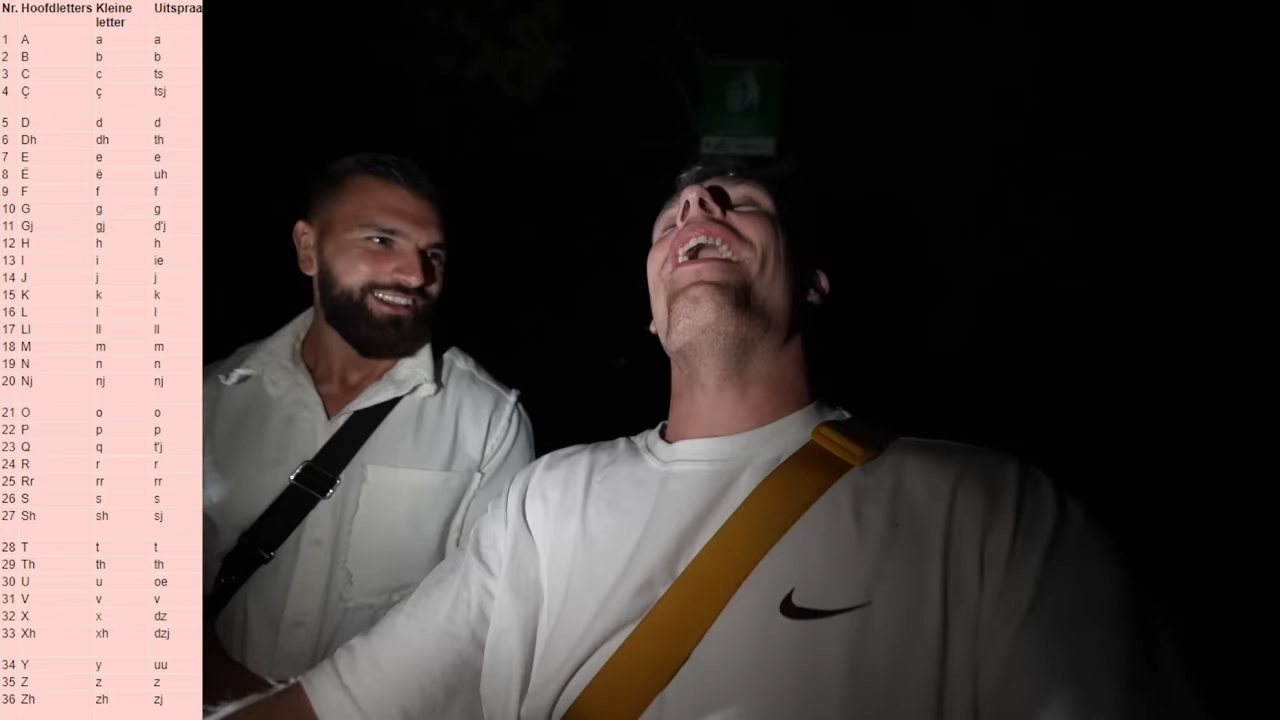 Nr. Hoofdletters Kleine letter Uitspraa
1 A a a
2 B b b
3 C c ts
4 Ç ç tsj
5 D d d
6 Dh dh th
7 E e e
8 Ë ë uh
9 F f f
10 G g g
11 Gj gj d'j
12 H h h
13 I i ie
14 J j j
15 K k k
16 L l l
17 Ll ll ll
18 M m m
19 N n n
20 Nj nj nj
21 O o o
22 P p p
23 Q q t'j
24 R r r
25 Rr rr rr
26 S s s
27 Sh sh sj
28 T t t
29 Th th th
30 U u oe
31 V v v
32 X x dz
33 Xh xh dzj
34 Y y uu
35 Z z z
36 Zh zh zj